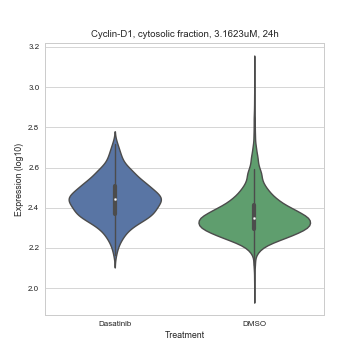 Cyclin-D1, cytosolic fraction, 3.1623uM, 24h
3.2
3.0
2.8
2.6
2.4
2.2
2.0
Expression (log10)
Dasatinib
DMSO
Treatment